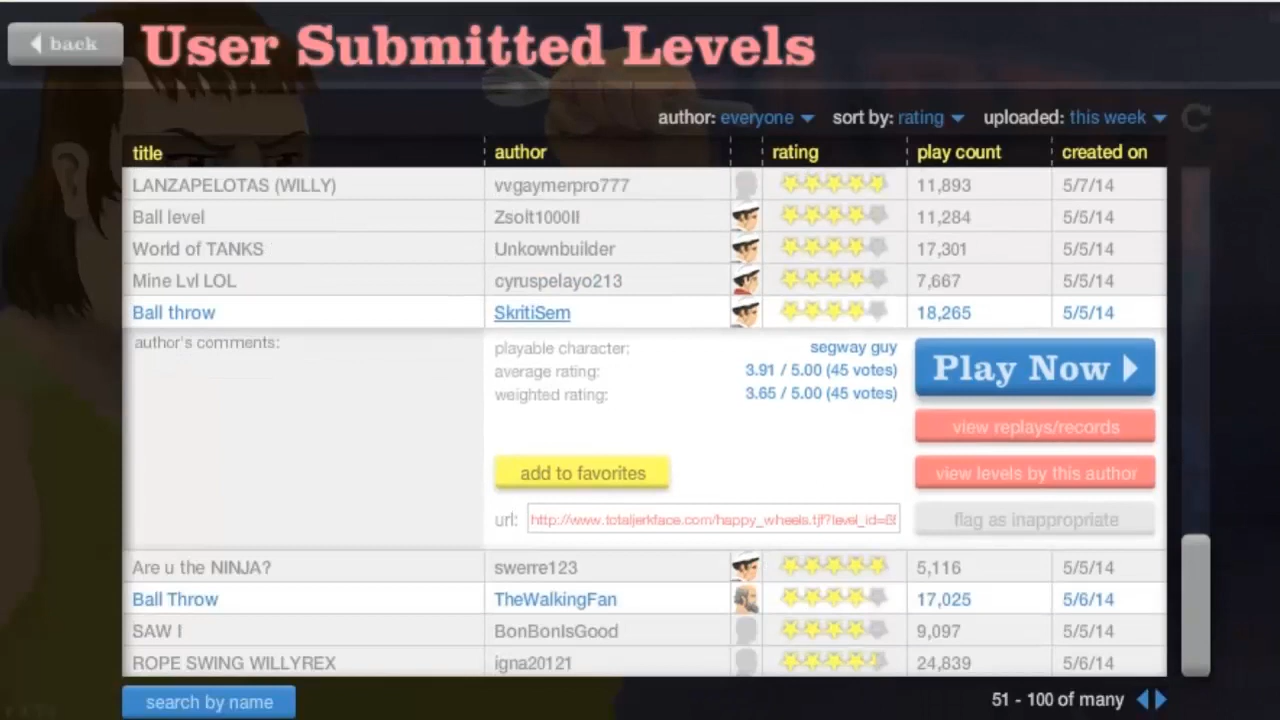 back
User Submitted Levels
author: everyone sort by: rating uploaded: this week
title author rating play count created on
LANZAPELOTAS (WILLY) vvgaymerpro777 11,893 5/7/14
Ball level Zsolt1000II 11,284 5/5/14
World of TANKS Unkownbuilder 17,301 5/5/14
Mine Lvl LOL cyruspelayo213 7,667 5/5/14
Ball throw SkritiSem 18,265 5/5/14
author's comments:
playable character: segway guy
average rating: 3.91 / 5.00 (45 votes)
weighted rating: 3.65 / 5.00 (45 votes)
Play Now
view replays/records
add to favorites
view levels by this author
url: http://www.totaljerkface.com/happy_wheels.tjf?level_id=
flag as inappropriate
Are u the NINJA? swerre123 5,116 5/5/14
Ball Throw TheWalkingFan 17,025 5/6/14
SAW I BonBonIsGood 9,097 5/5/14
ROPE SWING WILLYREX igna20121 24,839 5/6/14
search by name
51 - 100 of many